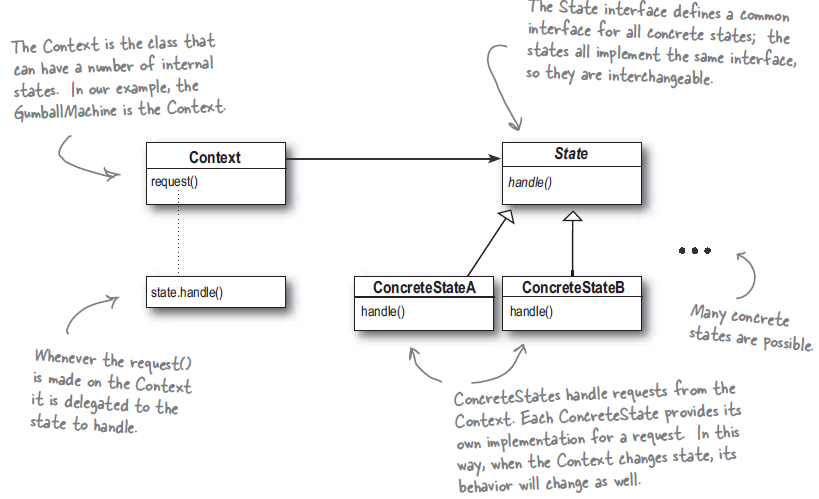 The Context is the class that
can have a number of internal
states. In our example, the
GumballMachine is the Context.
The State interface defines a common
interface for all concrete states; the
states all implement the same interface,
so they are interchangeable.
Context
request()
State
handle()
state.handle()
ConcreteStateA
handle()
ConcreteStateB
handle()
Many concrete
states are possible.
Whenever the request()
is made on the Context
it is delegated to the
state to handle.
ConcreteStates handle requests from the
Context. Each ConcreteState provides its
own implementation for a request. In this
way, when the Context changes state, its
behavior will change as well.